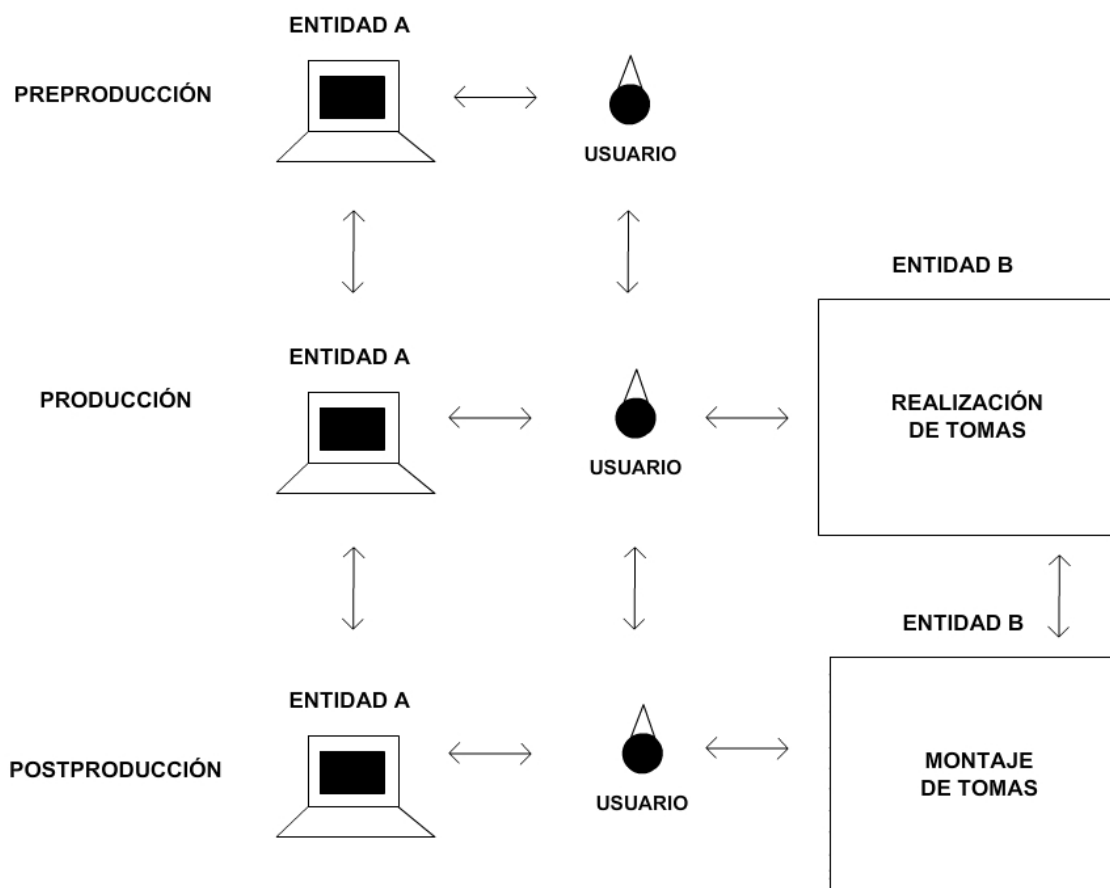 ENTIDAD A
PREPRODUCCIÓN
USUARIO
ENTIDAD B
ENTIDAD A
PRODUCCIÓN
REALIZACIÓN
DE TOMAS
USUARIO
ENTIDAD B
ENTIDAD A
POSTPRODUCCIÓN
MONTAJE
DE TOMAS
USUARIO